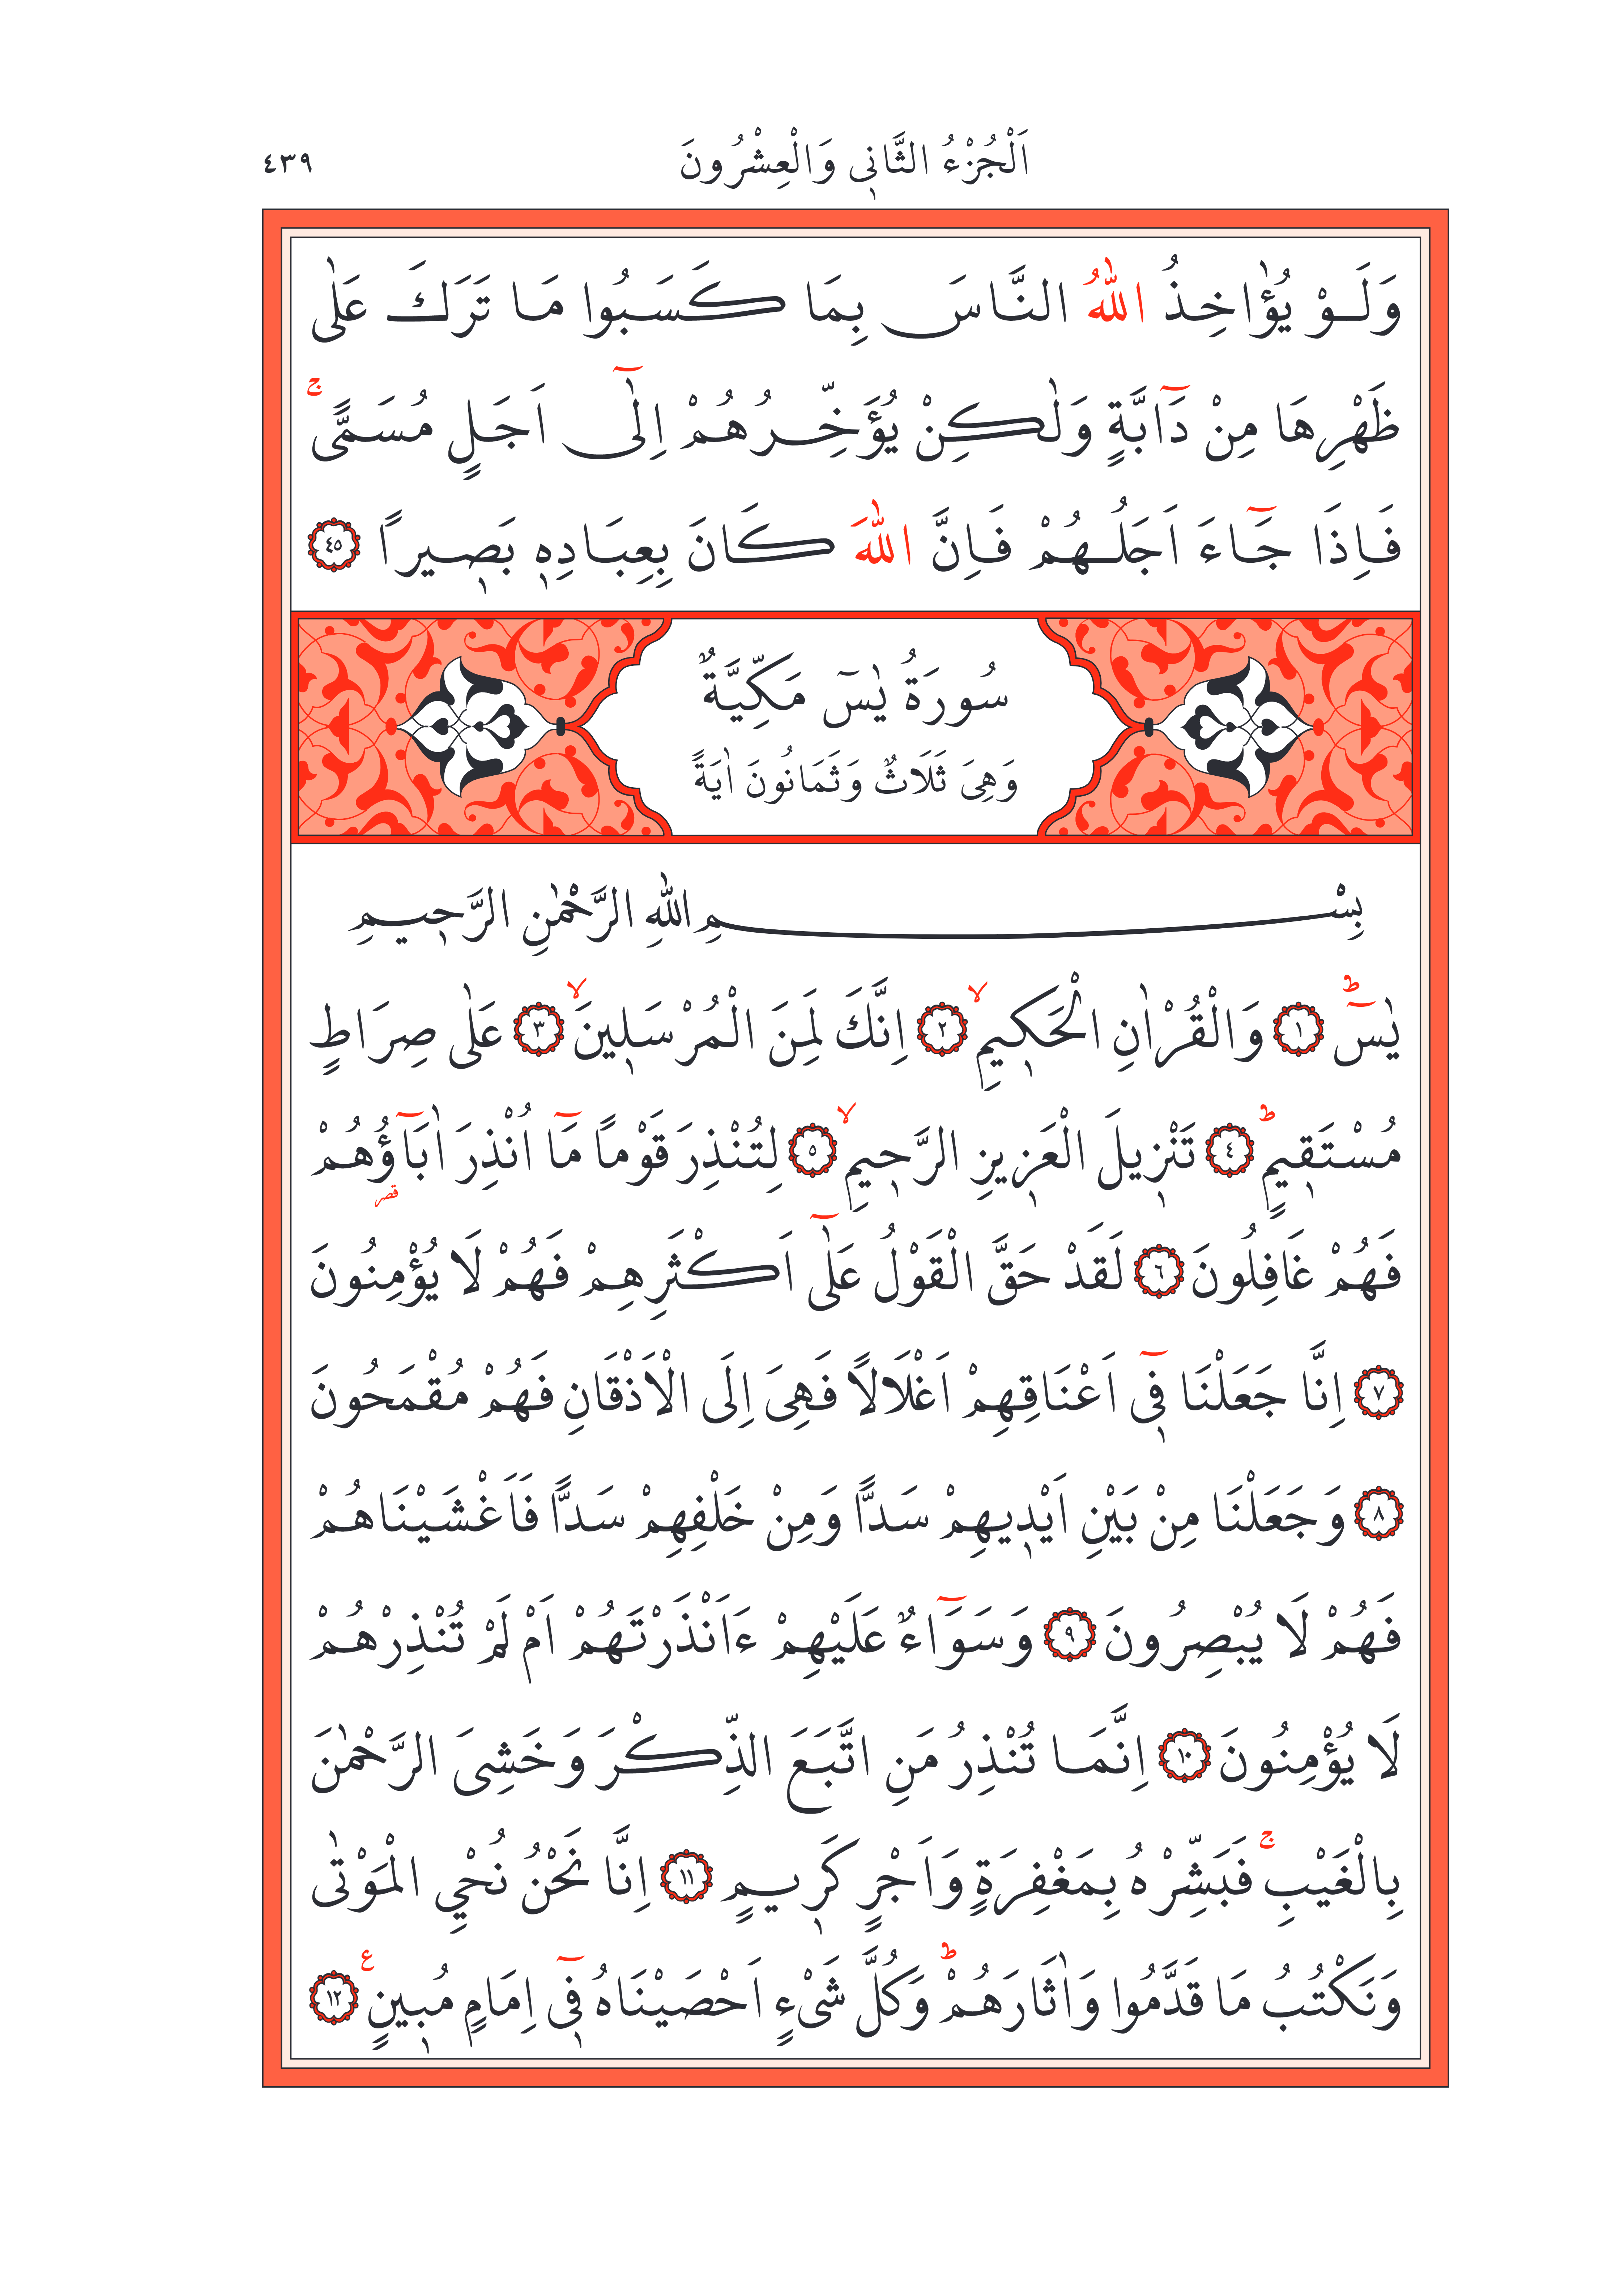 اَلْجُزْءُ الثَّانٖى وَالْعِشْرُونَ
٤٣٩
وَلَوْ يُؤٰاخِذُ اللّٰهُ النَّاسَ بِمَا كَسَبُوا مَا تَرَكَ عَلٰى
ظَهْرِهَا مِنْ دَٓابَّةٍ وَلٰكِنْ يُؤَخِّرُهُمْ اِلٰٓى اَجَلٍ مُسَمًّىۚ
فَاِذَا جَٓاءَ اَجَلُهُمْ فَاِنَّ اللّٰهَ كَانَ بِعِبَادِهٖ بَصٖيرًا ﴿٤٥﴾
سُورَةُ يٰسٓ مَكِّيَّةٌ
وَهِىَ ثَلَاثٌ وَثَمَانُونَ اٰيَةً
بِسْمِ اللّٰهِ الرَّحْمٰنِ الرَّحٖيمِ
يٰسٓؕ ﴿١﴾ وَالْقُرْاٰنِ الْحَكٖيمِۙ ﴿٢﴾ اِنَّكَ لَمِنَ الْمُرْسَلٖينَۙ ﴿٣﴾ عَلٰى صِرَاطٍ
مُسْتَقٖيمٍؕ ﴿٤﴾ تَنْزٖيلَ الْعَزٖيزِ الرَّحٖيمِۙ ﴿٥﴾ لِتُنْذِرَ قَوْمًا مَٓا اُنْذِرَ اٰبَٓاؤُ۬هُمْ
قصر
فَهُمْ غَافِلُونَ ﴿٦﴾ لَقَدْ حَقَّ الْقَوْلُ عَلٰٓى اَكْثَرِهِمْ فَهُمْ لَا يُؤْمِنُونَ
﴿٧﴾ اِنَّا جَعَلْنَا فٖٓى اَعْنَاقِهِمْ اَغْلَالًا فَهِىَ اِلَى الْاَذْقَانِ فَهُمْ مُقْمَحُونَ
﴿٨﴾ وَجَعَلْنَا مِنْ بَيْنِ اَيْدٖيهِمْ سَدًّا وَمِنْ خَلْفِهِمْ سَدًّا فَاَغْشَيْنَاهُمْ
فَهُمْ لَا يُبْصِرُونَ ﴿٩﴾ وَسَوَٓاءٌ عَلَيْهِمْ ءَاَنْذَرْتَهُمْ اَمْ لَمْ تُنْذِرْهُمْ
لَا يُؤْمِنُونَ ﴿١٠﴾ اِنَّمَا تُنْذِرُ مَنِ اتَّبَعَ الذِّكْرَ وَخَشِىَ الرَّحْمٰنَ
بِالْغَيْبِۚ فَبَشِّرْهُ بِمَغْفِرَةٍ وَاَجْرٍ كَرٖيمٍ ﴿١١﴾ اِنَّا نَحْنُ نُحْيِ الْمَوْتٰى
وَنَكْتُبُ مَا قَدَّمُوا وَاٰثَارَهُمْؕ وَكُلَّ شَىْءٍ اَحْصَيْنَاهُ فٖٓى اِمَامٍ مُبٖينٍ ع ﴿١٢﴾